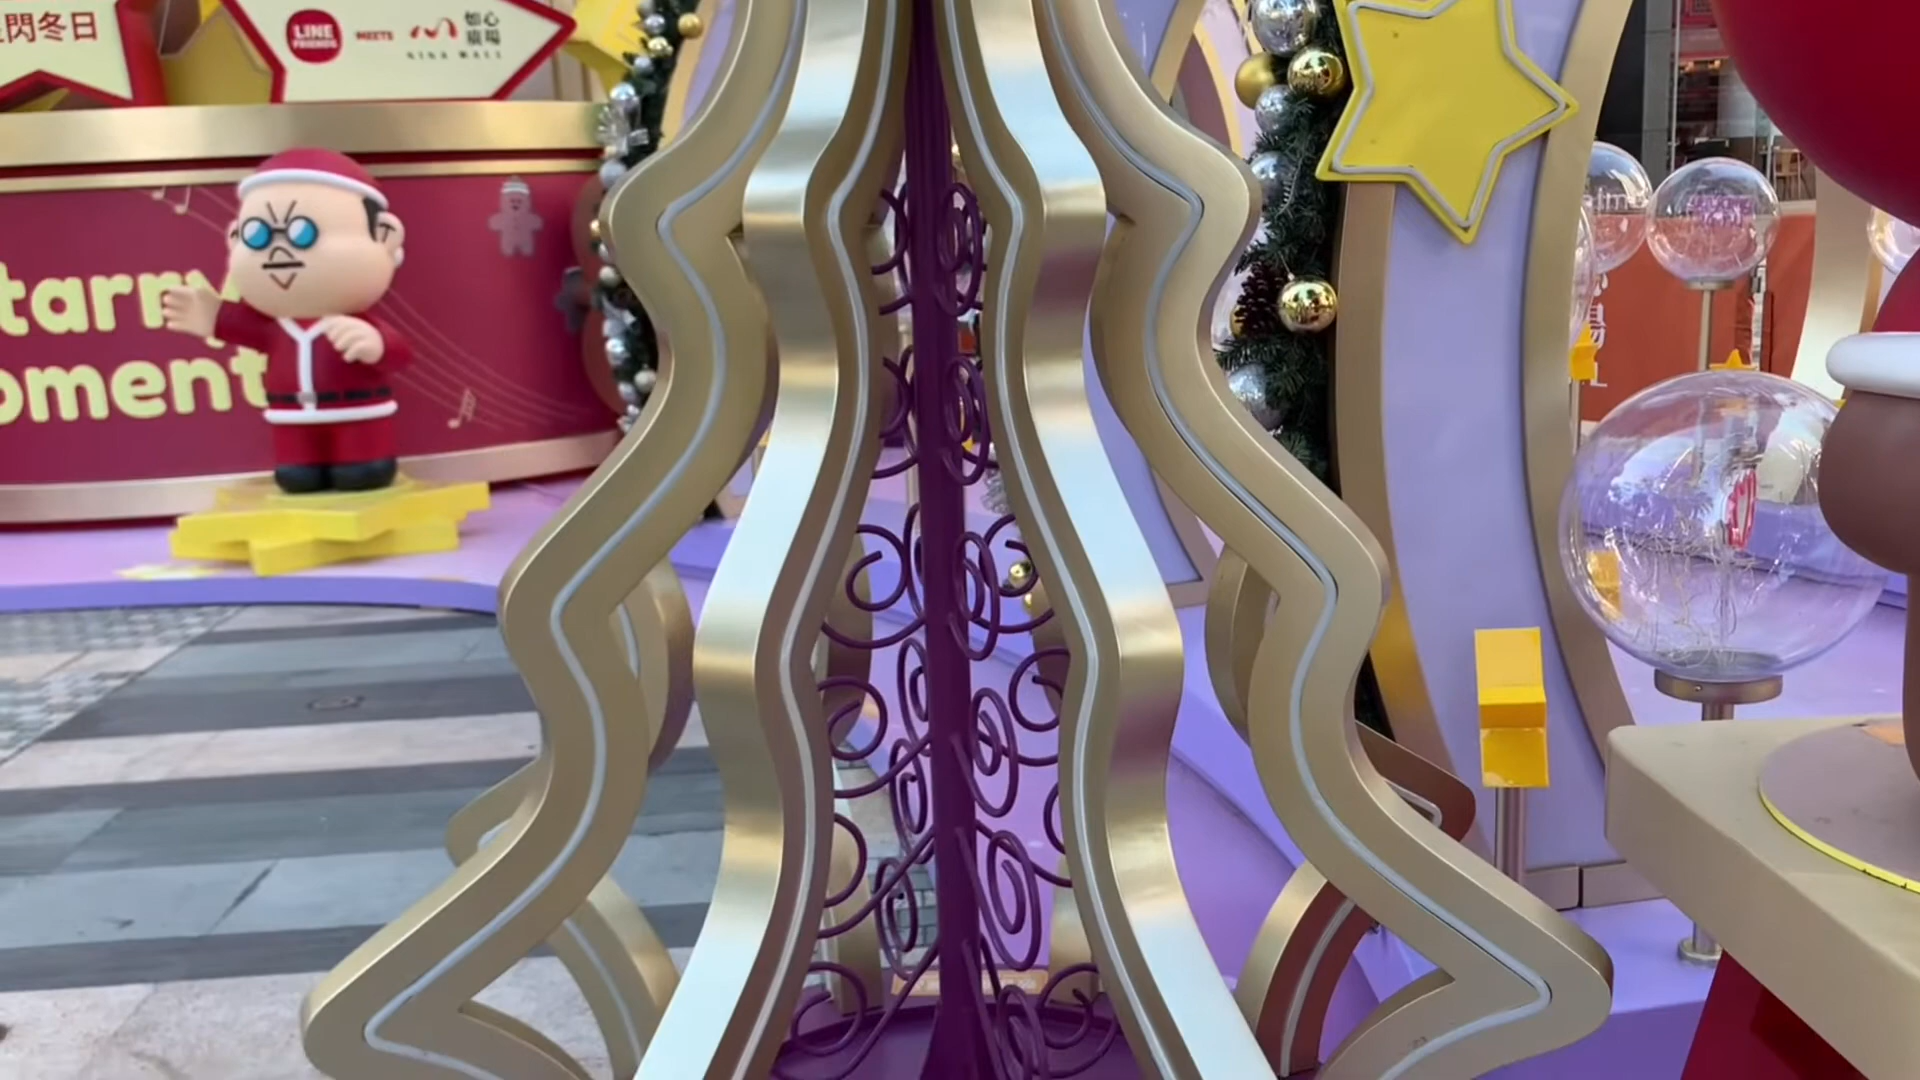 閃冬日
LINE
FRIENDS
MEETS
如心
廣場
NINA MALL
tarry
oment